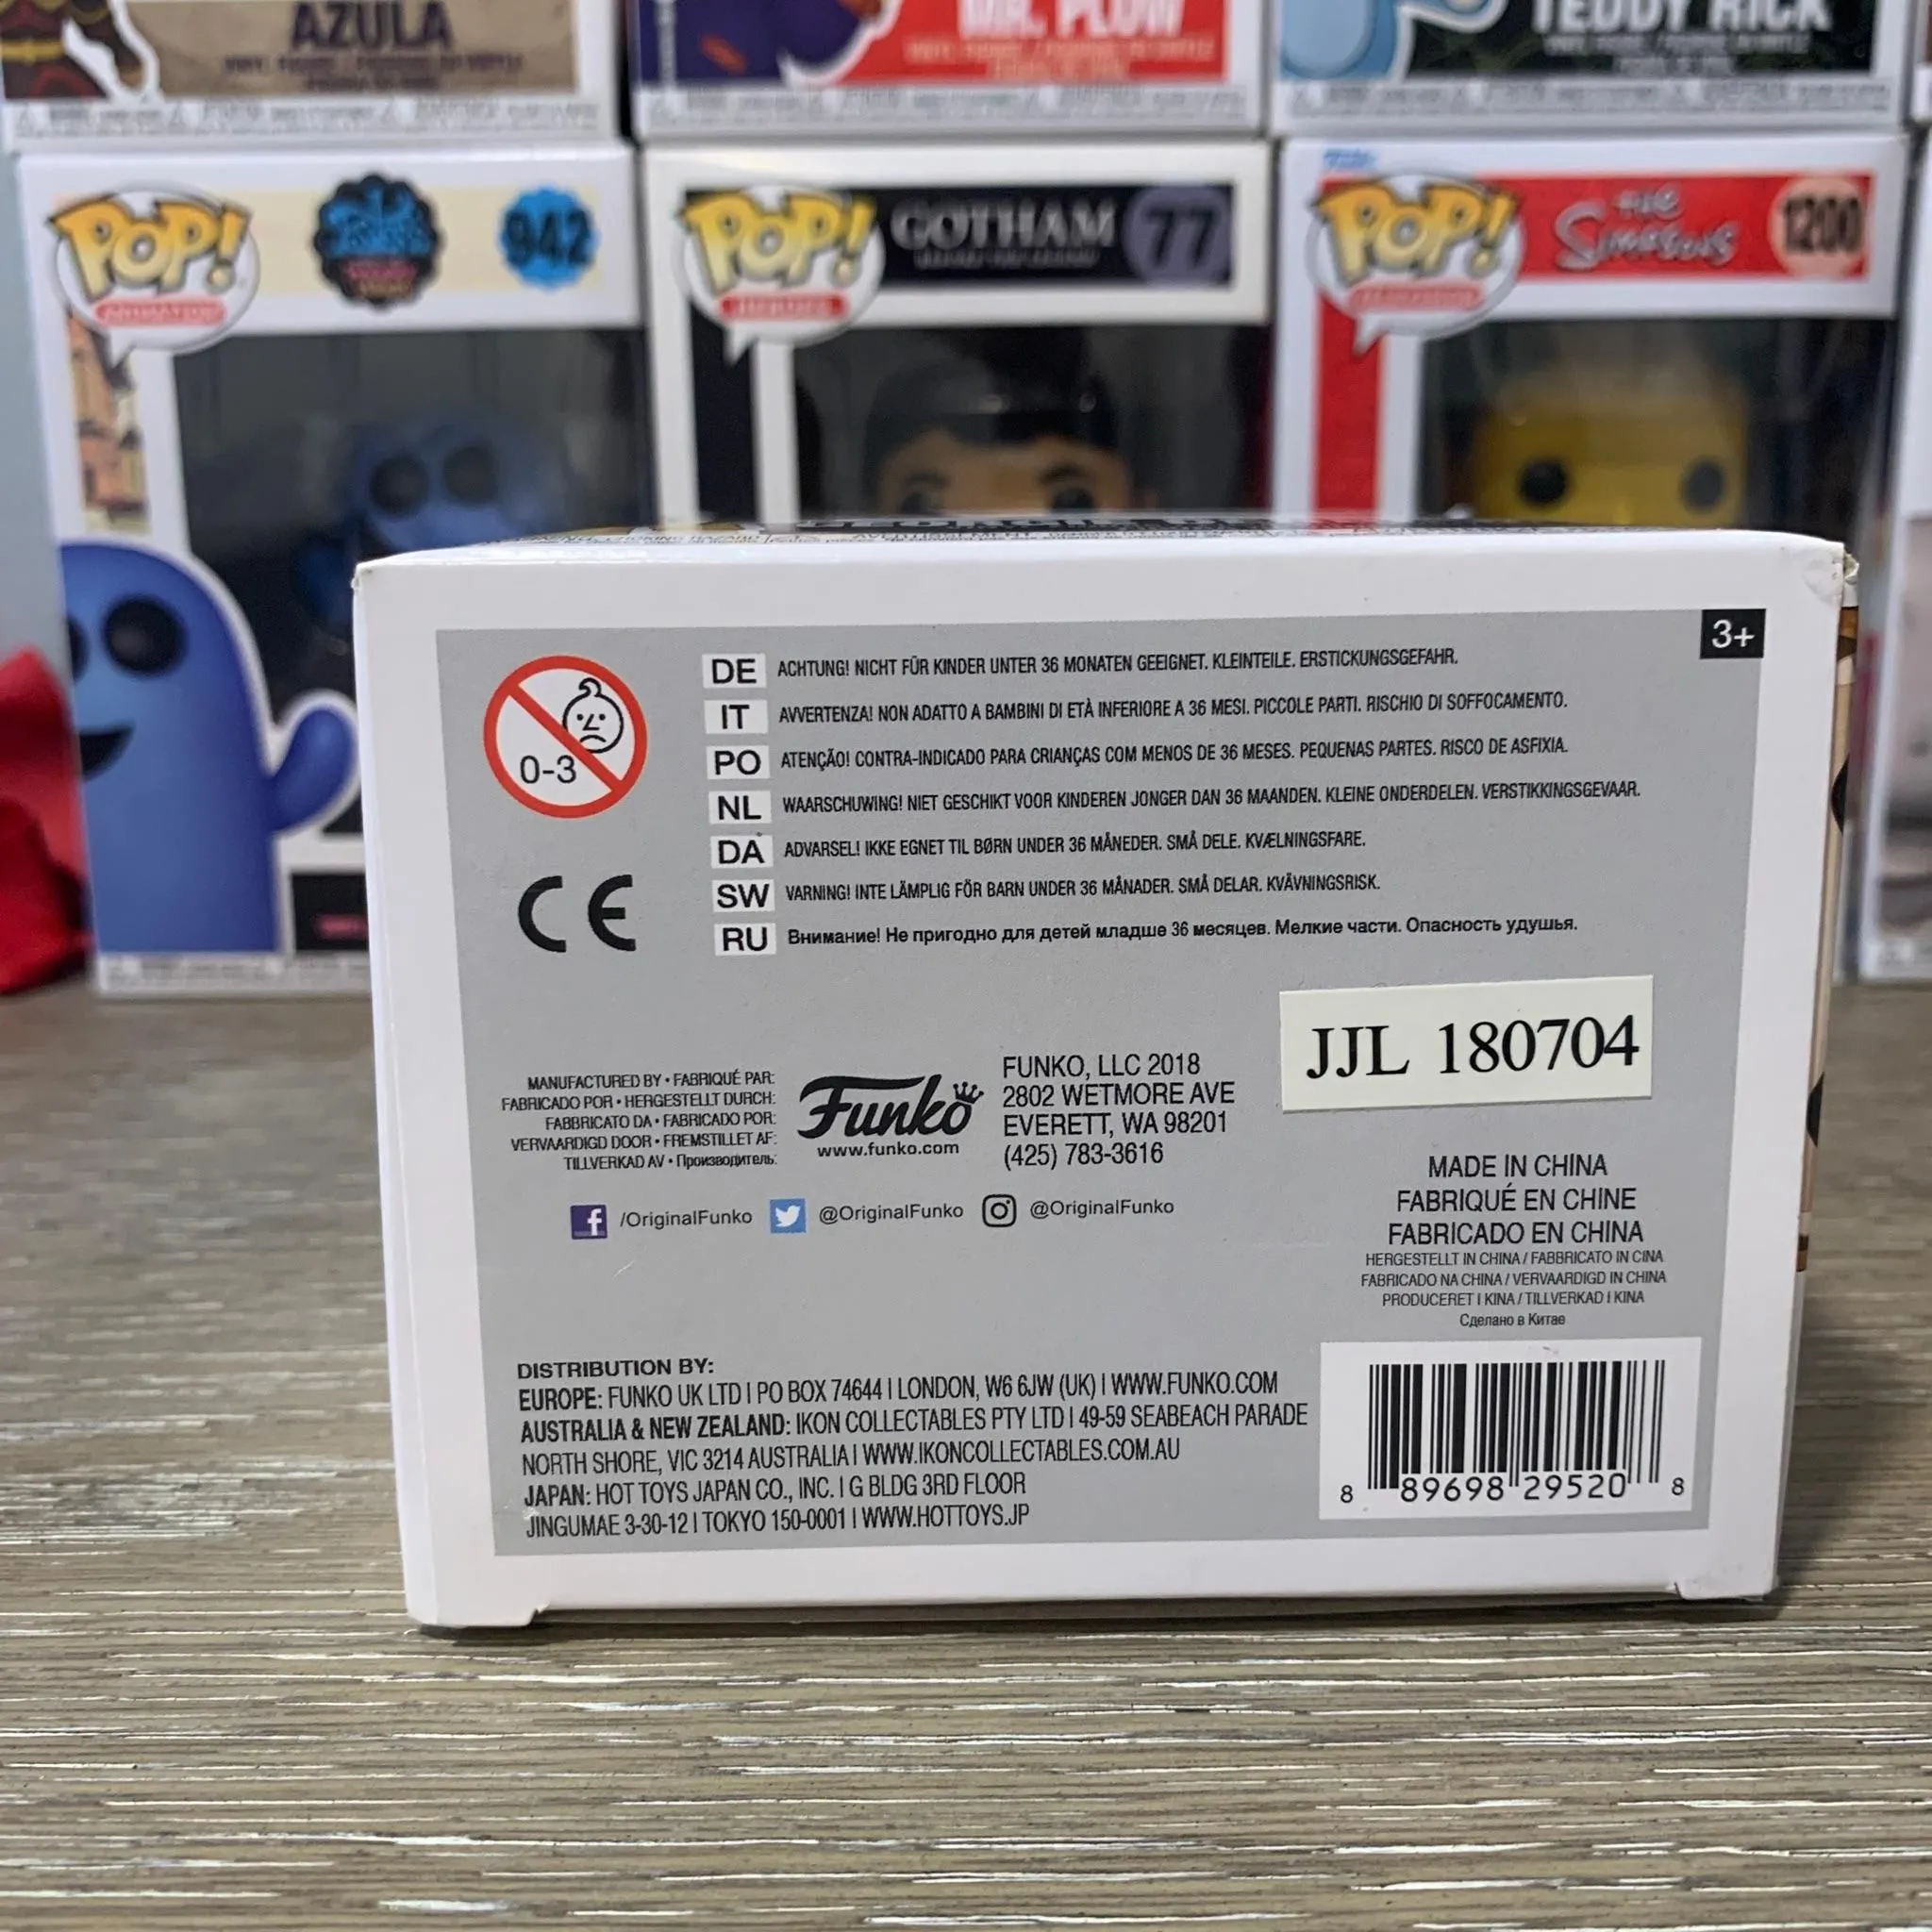 AZULA
MR. PLOW
TEDDY RICK
POP!
ANIMATION
942
POP!
HEROES
GOTHAM
77
POP!
THE
SIMPSONS
1200
3+
0-3
DE ACHTUNG! NICHT FÜR KINDER UNTER 36 MONATEN GEEIGNET. KLEINTEILE. ERSTICKUNGSGEFAHR.
IT AVVERTENZA! NON ADATTO A BAMBINI DI ETÀ INFERIORE A 36 MESI. PICCOLE PARTI. RISCHIO DI SOFFOCAMENTO.
PO ATENÇÃO! CONTRA-INDICADO PARA CRIANÇAS COM MENOS DE 36 MESES. PEQUENAS PARTES. RISCO DE ASFIXIA.
NL WAARSCHUWING! NIET GESCHIKT VOOR KINDEREN JONGER DAN 36 MAANDEN. KLEINE ONDERDELEN. VERSTIKKINGSGEVAAR.
DA ADVARSEL! IKKE EGNET TIL BØRN UNDER 36 MÅNEDER. SMÅ DELE. KVÆLNINGSFARE.
SW VARNING! INTE LÄMPLIG FÖR BARN UNDER 36 MÅNADER. SMÅ DELAR. KVÄVNINGSRISK.
RU Внимание! Не пригодно для детей младше 36 месяцев. Мелкие части. Опасность удушья.
CE
JJL 180704
MANUFACTURED BY • FABRIQUÉ PAR:
FABRICADO POR • HERGESTELLT DURCH:
FABBRICATO DA • FABRICADO POR:
VERVAARDIGD DOOR • FREMSTILLET AF:
TILLVERKAD AV • Производитель:
Funko
www.funko.com
FUNKO, LLC 2018
2802 WETMORE AVE
EVERETT, WA 98201
(425) 783-3616
/OriginalFunko @OriginalFunko @OriginalFunko
MADE IN CHINA
FABRIQUÉ EN CHINE
FABRICADO EN CHINA
HERGESTELLT IN CHINA / FABBRICATO IN CINA
FABRICADO NA CHINA / VERVAARDIGD IN CHINA
PRODUCERET I KINA / TILLVERKAD I KINA
Сделано в Китае
DISTRIBUTION BY:
EUROPE: FUNKO UK LTD | PO BOX 74644 | LONDON, W6 6JW (UK) | WWW.FUNKO.COM
AUSTRALIA & NEW ZEALAND: IKON COLLECTABLES PTY LTD | 49-59 SEABEACH PARADE
NORTH SHORE, VIC 3214 AUSTRALIA | WWW.IKONCOLLECTABLES.COM.AU
JAPAN: HOT TOYS JAPAN CO., INC. | G BLDG 3RD FLOOR
JINGUMAE 3-30-12 | TOKYO 150-0001 | WWW.HOTTOYS.JP
8 89698 29520 8